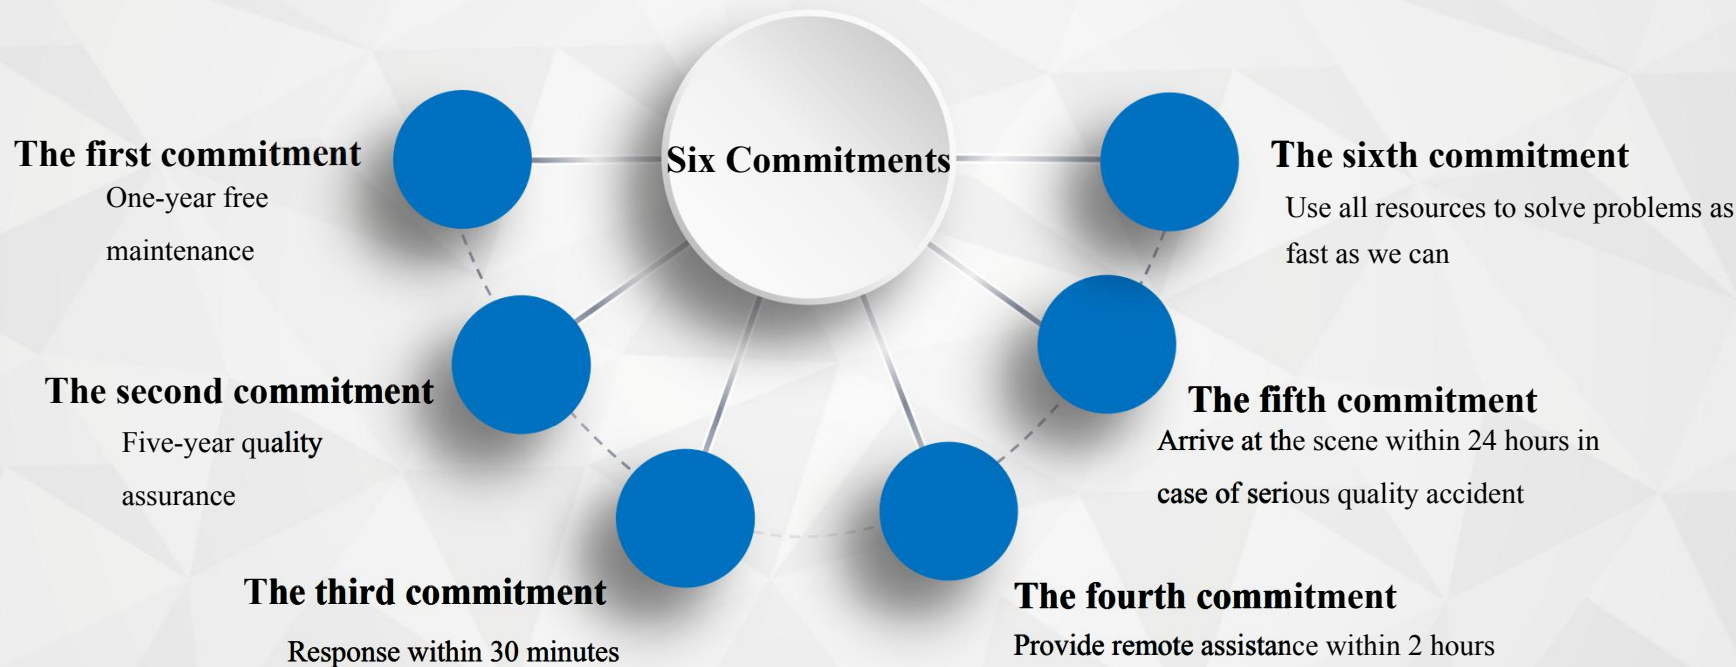 Six Commitments
The first commitment
One-year free
maintenance
The second commitment
Five-year quality
assurance
The third commitment
Response within 30 minutes
The fourth commitment
Provide remote assistance within 2 hours
The fifth commitment
Arrive at the scene within 24 hours in
case of serious quality accident
The sixth commitment
Use all resources to solve problems as
fast as we can